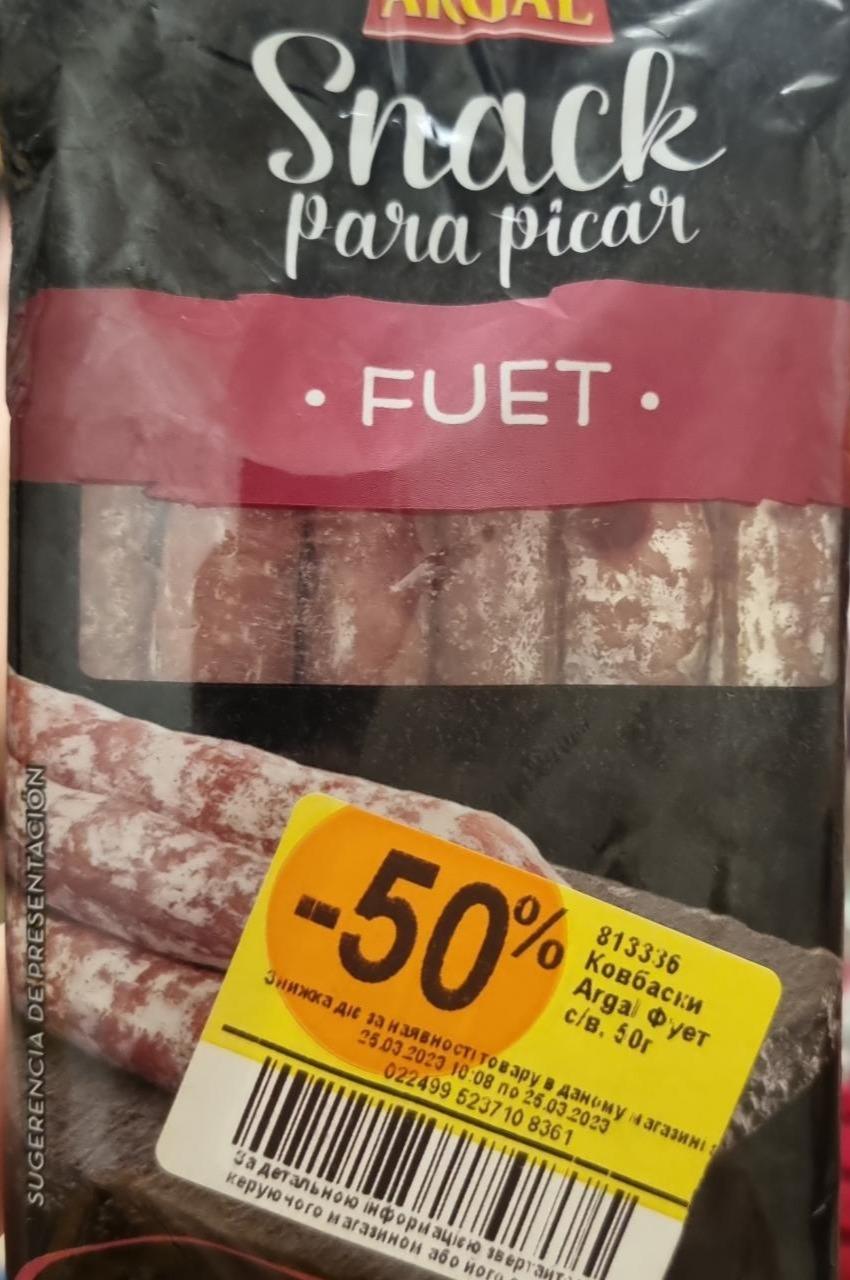 ARGAL
Snack
para picar
· FUET ·
SUGERENCIA DE PRESENTACIÓN
-50%
813336
Ковбаски
Argal Фует
с/в, 50г
Знижка діє за наявності товару в даному магазині з
25.03.2023 10:08 по 25.03.2023
022499 523710 8361
За детальною інформацією звертайте
керуючого магазином або його